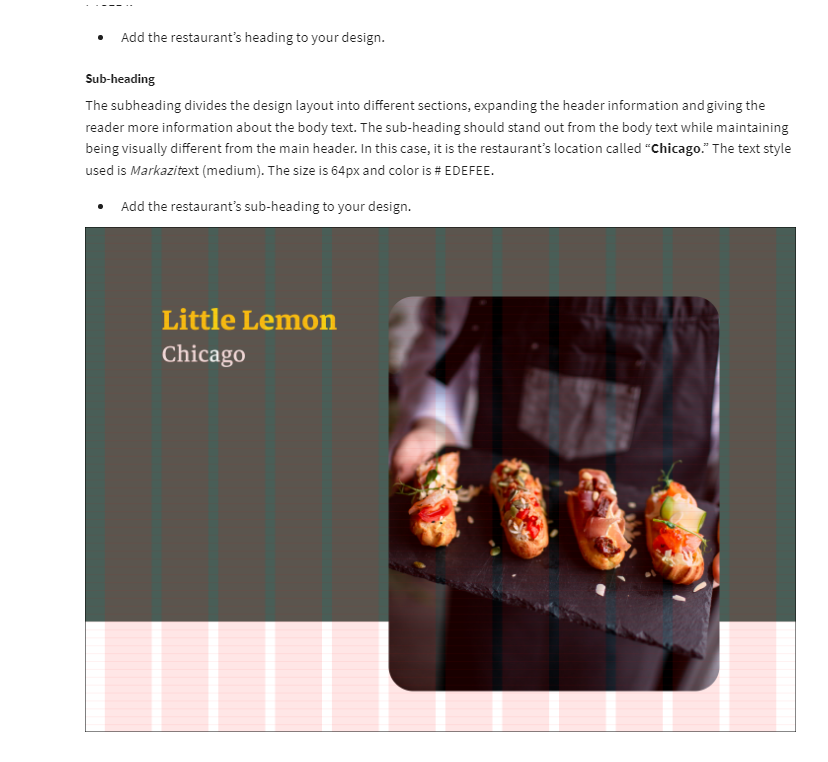 • Add the restaurant’s heading to your design.
Sub-heading
The subheading divides the design layout into different sections, expanding the header information and giving the
reader more information about the body text. The sub-heading should stand out from the body text while maintaining
being visually different from the main header. In this case, it is the restaurant’s location called “Chicago.” The text style
used is Markazitext (medium). The size is 64px and color is # EDEFEE.
• Add the restaurant’s sub-heading to your design.
Little Lemon
Chicago